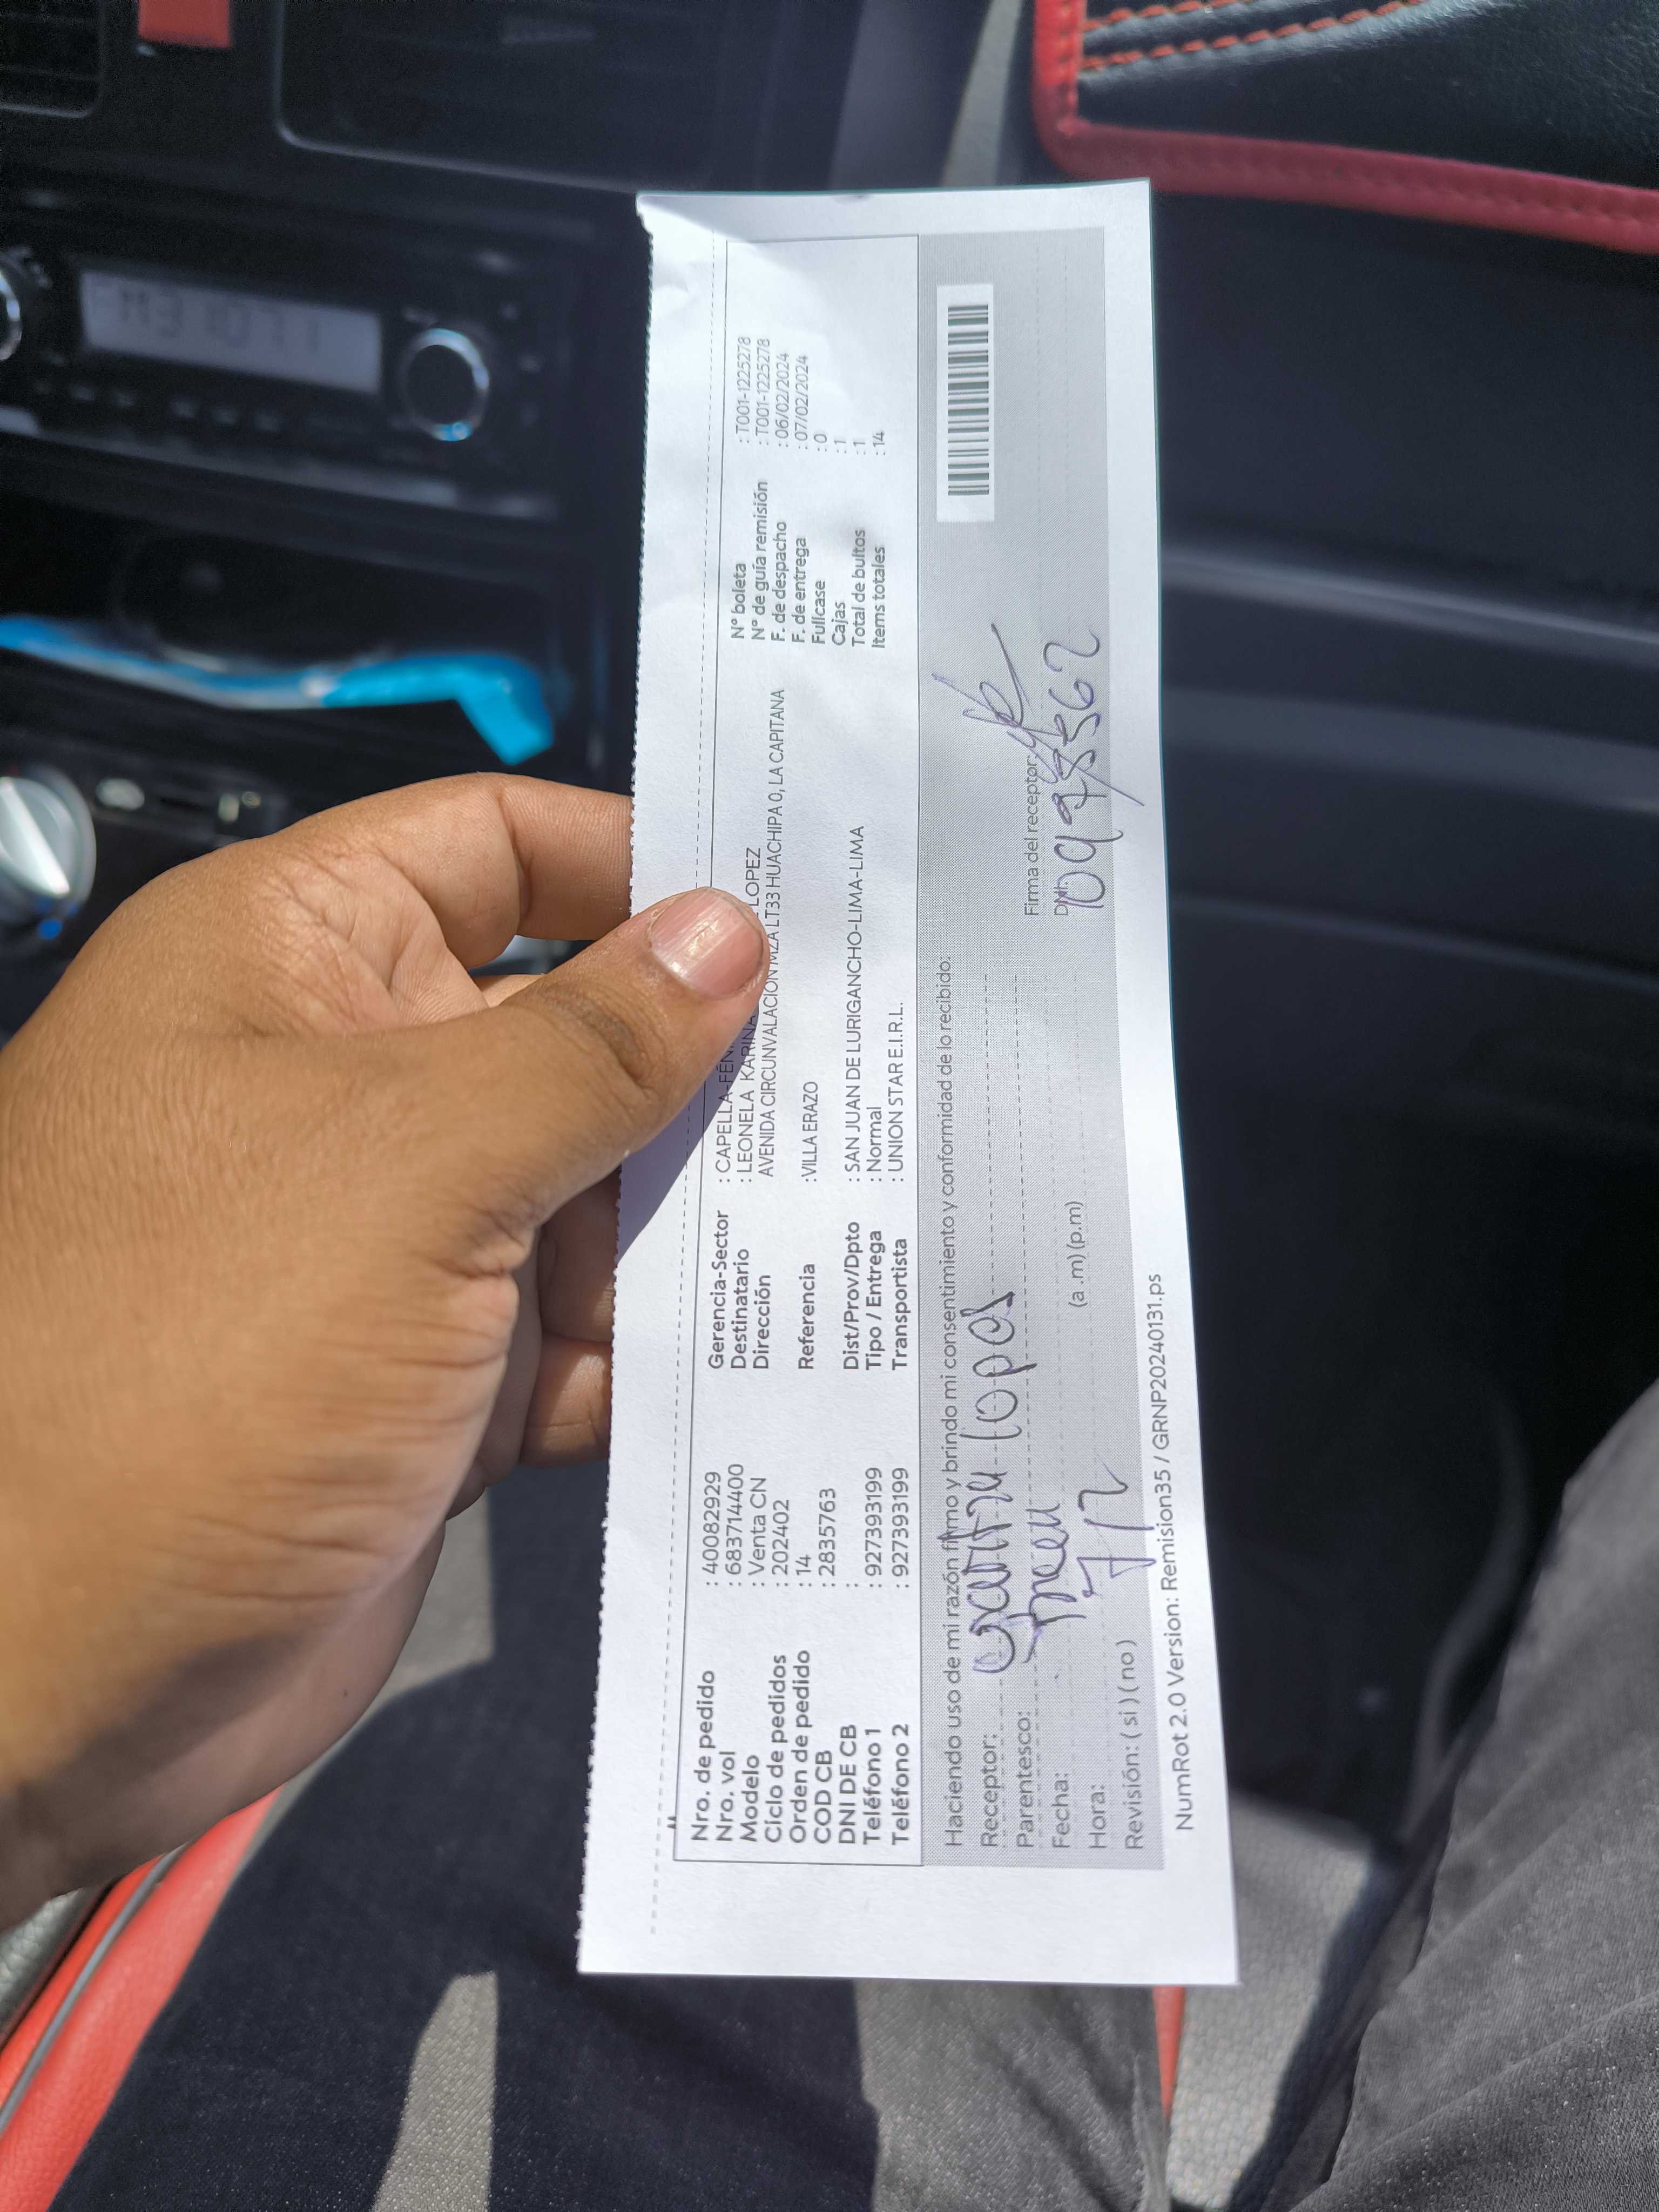 Nro. de pedido : 40082929
Nro. vol : 683714400
Modelo : Venta CN
Ciclo de pedidos : 202402
Orden de pedido : 14
COD CB : 2835763
DNI DE CB :
Teléfono 1 : 927393199
Teléfono 2 : 927393199
Gerencia-Sector : CAPELLA-FÉN
Destinatario : LEONELA KARINA LOPEZ
Dirección AVENIDA CIRCUNVALACION MZA LT33 HUACHIPA 0, LA CAPITANA
Referencia :VILLA ERAZO
Dist/Prov/Dpto : SAN JUAN DE LURIGANCHO-LIMA-LIMA
Tipo / Entrega : Normal
Transportista : UNION STAR E.I.R.L.
N° boleta : T001-1225278
N° de guía remisión : T001-1225278
F. de despacho : 06/02/2024
F. de entrega : 07/02/2024
Fullcase : 0
Cajas : 1
Total de bultos : 1
Items totales : 14
Haciendo uso de mi razón firmo y brindo mi consentimiento y conformidad de lo recibido:
Receptor: lopes
Parentesco:
Fecha: 7/2
Hora: (a .m) (p.m)
Revisión: ( si ) ( no )
Firma del receptor:
DNI:
NumRot 2.0 Version: Remision35 / GRNP20240131.ps